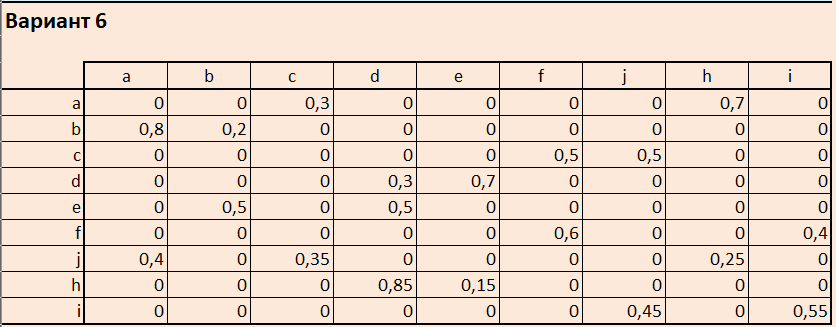 Вариант 6
a b c d e f j h i
a 0 0 0,3 0 0 0 0 0,7 0
b 0,8 0,2 0 0 0 0 0 0 0
c 0 0 0 0 0 0,5 0,5 0 0
d 0 0 0 0,3 0,7 0 0 0 0
e 0 0,5 0 0,5 0 0 0 0 0
f 0 0 0 0 0 0,6 0 0 0,4
j 0,4 0 0,35 0 0 0 0 0,25 0
h 0 0 0 0,85 0,15 0 0 0 0
i 0 0 0 0 0 0 0,45 0 0,55